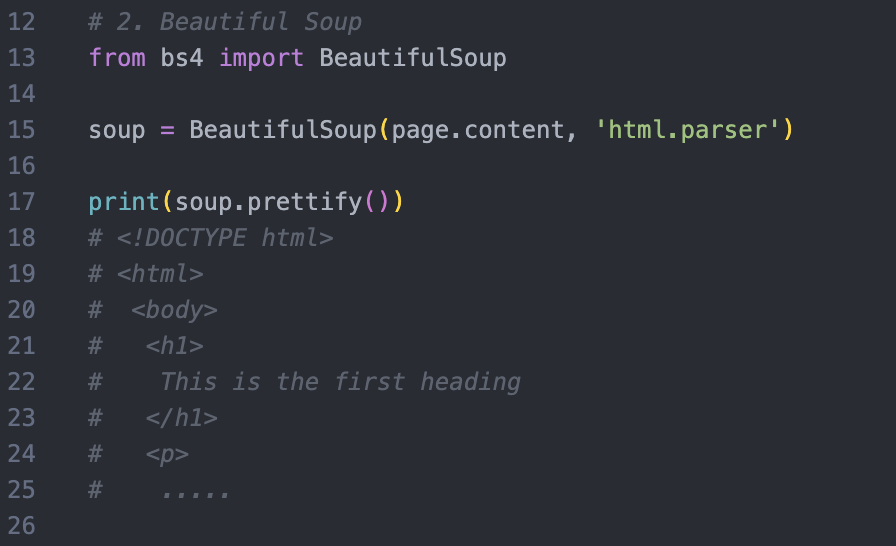 12 # 2. Beautiful Soup
13 from bs4 import BeautifulSoup
14
15 soup = BeautifulSoup(page.content, 'html.parser')
16
17 print(soup.prettify())
18 # <!DOCTYPE html>
19 # <html>
20 #  <body>
21 #   <h1>
22 #    This is the first heading
23 #   </h1>
24 #   <p>
25 #    .....
26